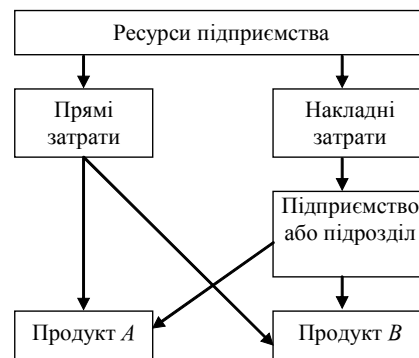 Ресурси підприємства
Прямі
затрати
Накладні
затрати
Підприємство
або підрозділ
Продукт A
Продукт B